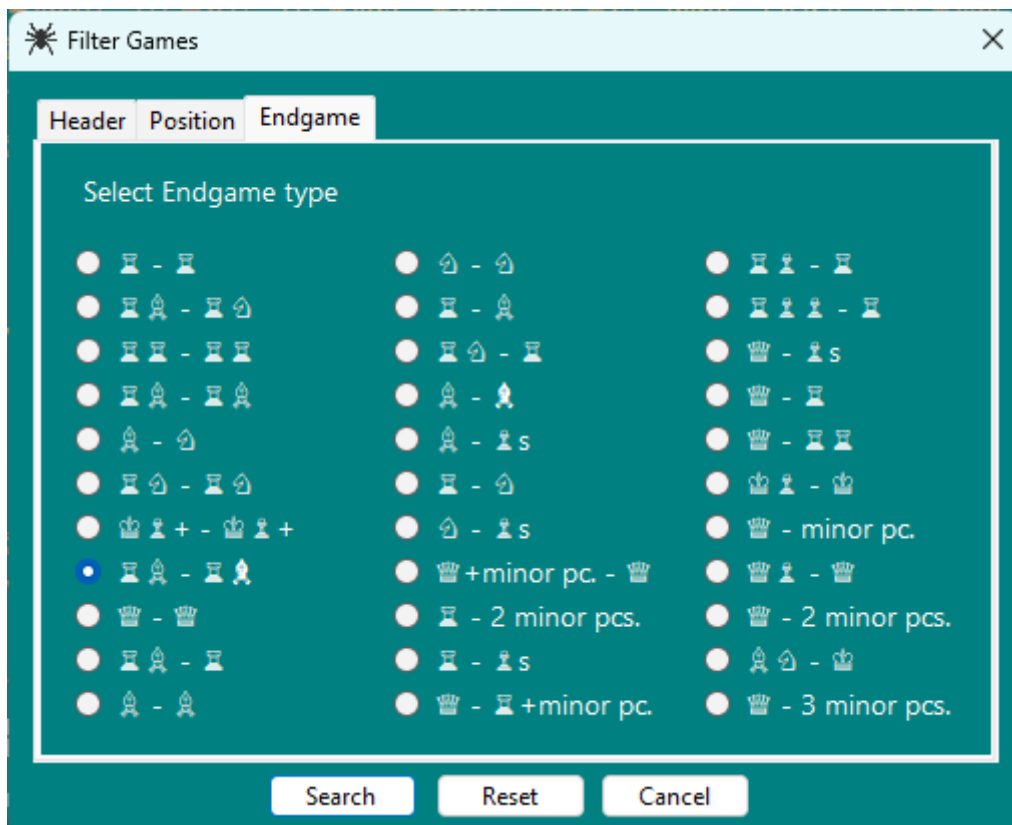 Filter Games
Header Position Endgame
Select Endgame type
♖ - ♖
♖♗ - ♖♘
♖♖ - ♖♖
♖♗ - ♖♗
♗ - ♘
♖♘ - ♖♘
♔♙+ - ♔♙+
♖♗ - ♖♝
♕ - ♕
♖♗ - ♖
♗ - ♗
♘ - ♘
♖ - ♗
♖♘ - ♖
♗ - ♝
♗ - ♙s
♖ - ♘
♘ - ♙s
♕+minor pc. - ♕
♖ - 2 minor pcs.
♖ - ♙s
♕ - ♖+minor pc.
♖♙ - ♖
♖♙♙ - ♖
♕ - ♙s
♕ - ♖
♕ - ♖♖
♔♙ - ♔
♕ - minor pc.
♕♙ - ♕
♕ - 2 minor pcs.
♗♘ - ♔
♕ - 3 minor pcs.
Search Reset Cancel